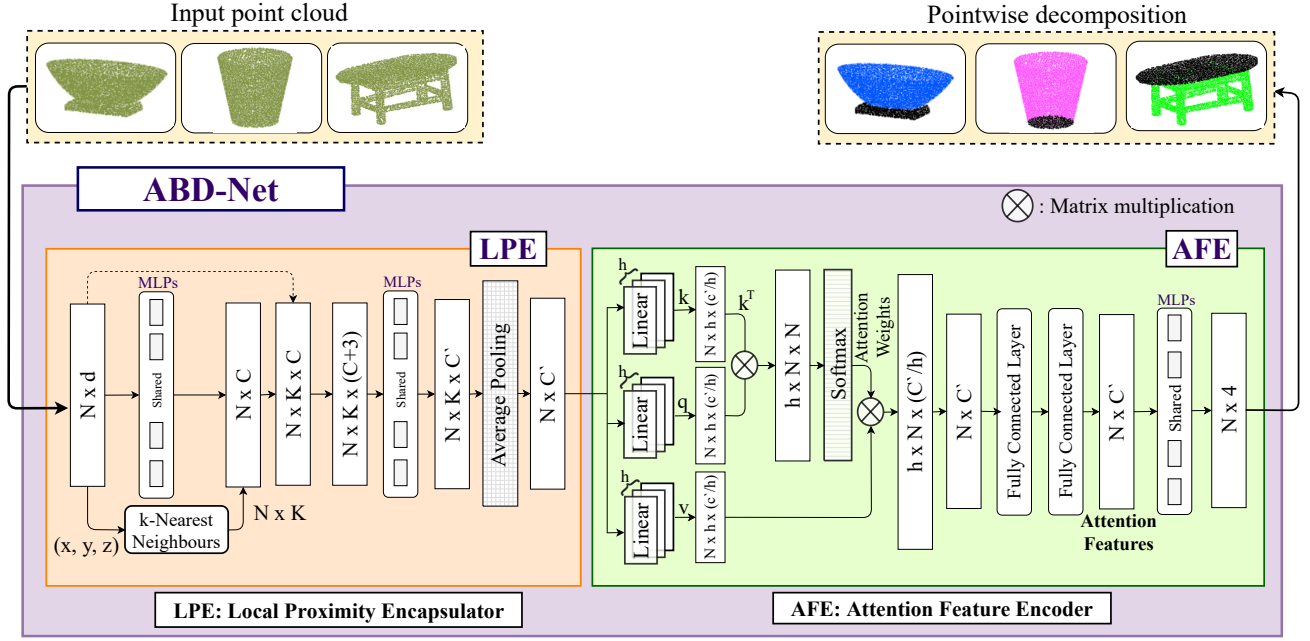 Input point cloud
Pointwise decomposition
ABD-Net
: Matrix multiplication
LPE
AFE
MLPs
MLPs
MLPs
N x d
Shared
N x C
N x K x C
N x K x (C+3)
Shared
N x K x C`
Average Pooling
N x C`
k-Nearest
Neighbours
(x, y, z)
N x K
h
Linear
k
N x h x (c`/h)
k^T
h
Linear
q
N x h x (c`/h)
h
Linear
v
N x h x (c`/h)
h x N x N
Softmax
Attention
Weights
h x N x (C`/h)
N x C`
Fully Connected Layer
Fully Connected Layer
N x C`
Attention
Features
Shared
N x 4
LPE: Local Proximity Encapsulator
AFE: Attention Feature Encoder